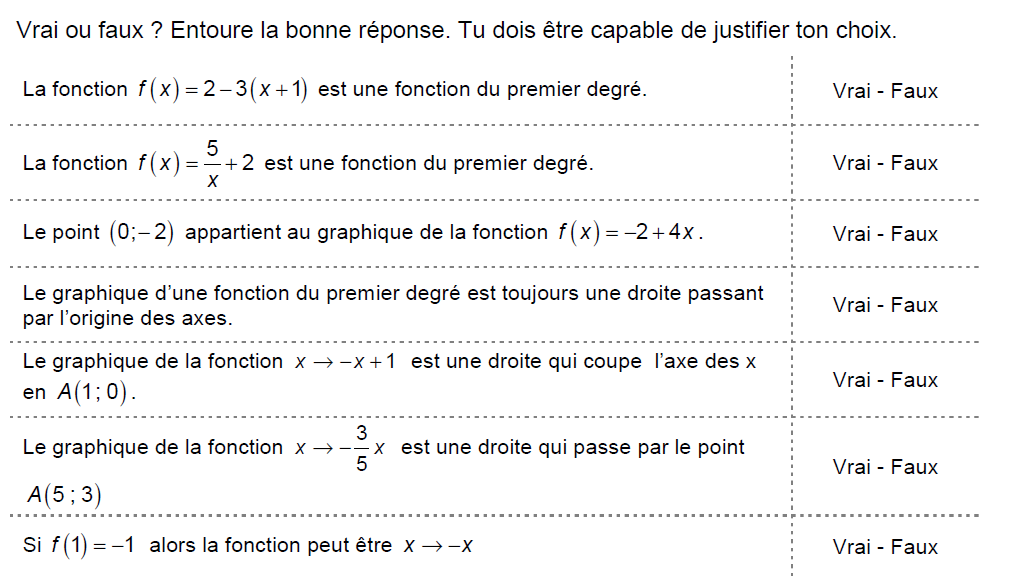 Vrai ou faux ? Entoure la bonne réponse. Tu dois être capable de justifier ton choix.
La fonction f(x) = 2 − 3(x + 1) est une fonction du premier degré. Vrai - Faux
La fonction f(x) = 5/x + 2 est une fonction du premier degré. Vrai - Faux
Le point (0; − 2) appartient au graphique de la fonction f(x) = −2 + 4x. Vrai - Faux
Le graphique d'une fonction du premier degré est toujours une droite passant
par l'origine des axes. Vrai - Faux
Le graphique de la fonction x → −x + 1 est une droite qui coupe l'axe des x
en A(1; 0). Vrai - Faux
Le graphique de la fonction x → −3/5 x est une droite qui passe par le point
A(5 ; 3) Vrai - Faux
Si f(1) = −1 alors la fonction peut être x → −x Vrai - Faux